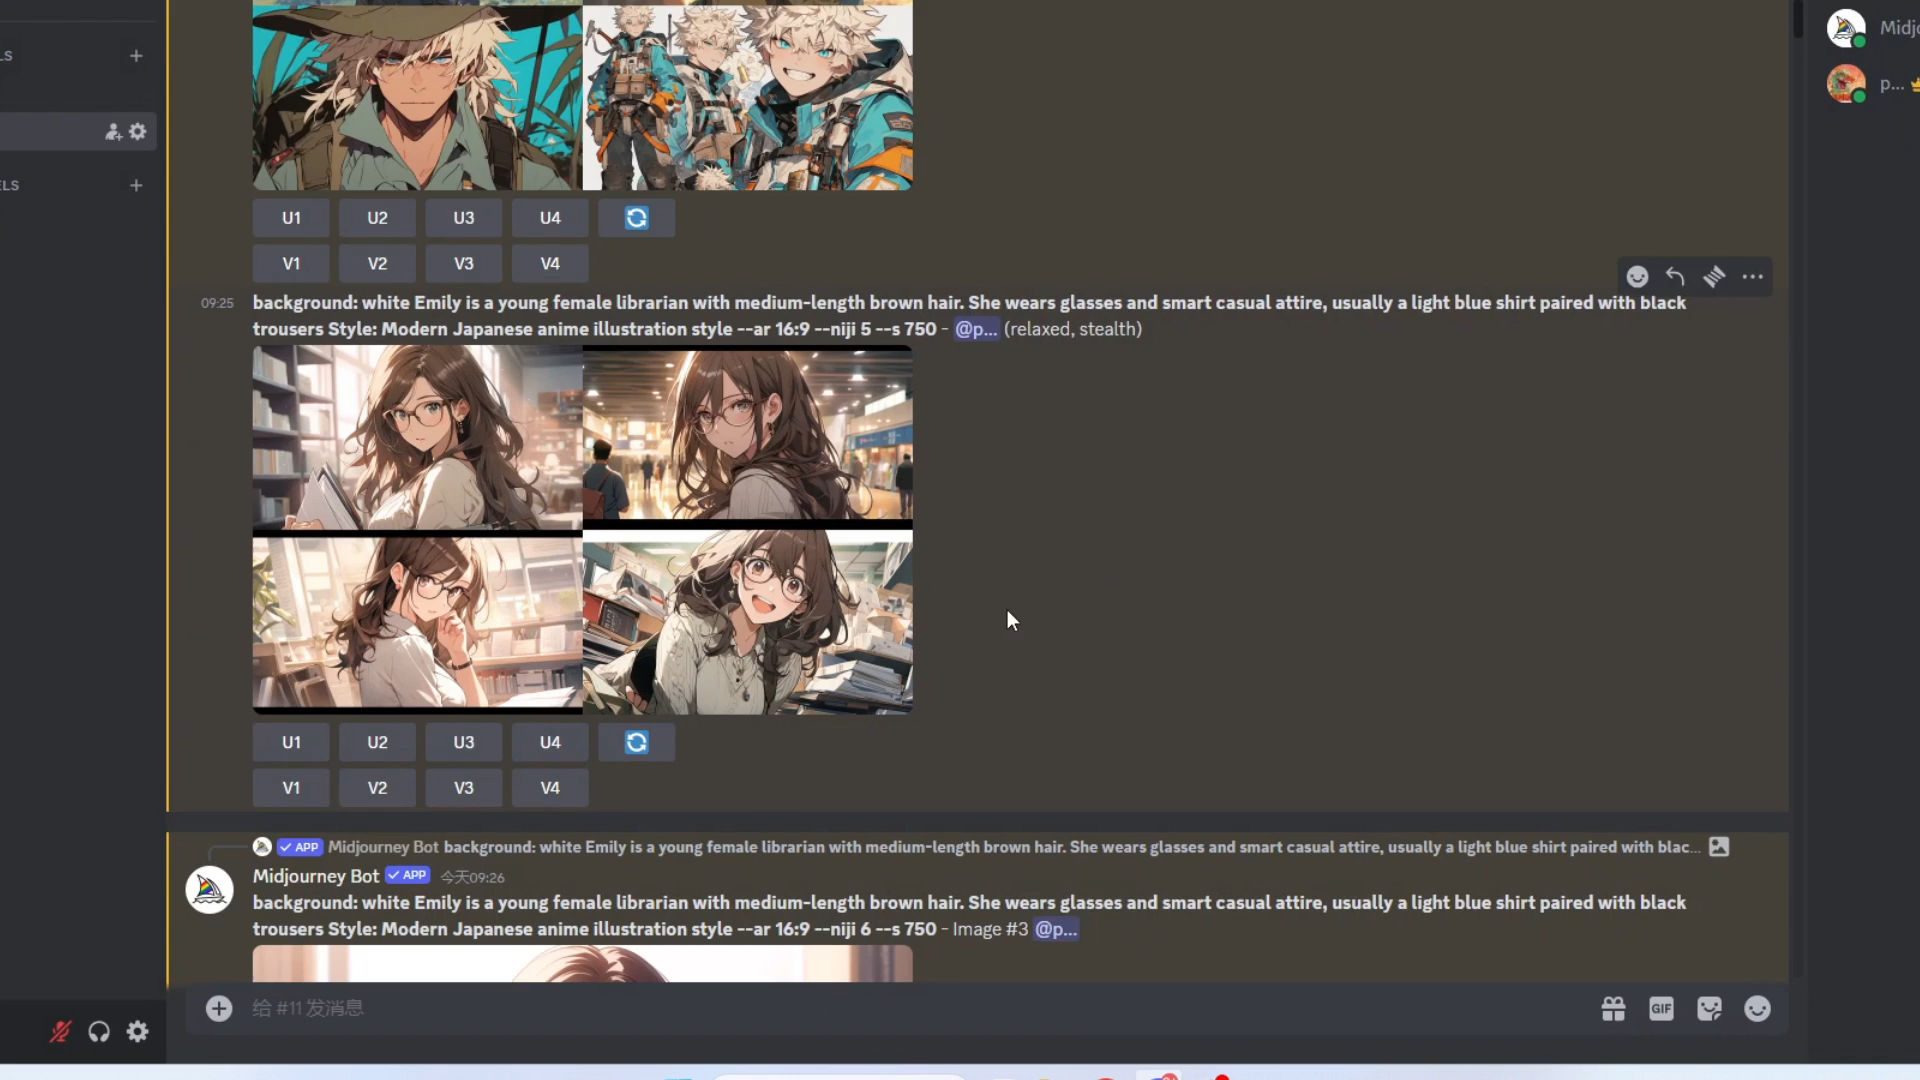 LS
Midjo
p...
ELS
U1 U2 U3 U4
V1 V2 V3 V4
09:25 background: white Emily is a young female librarian with medium-length brown hair. She wears glasses and smart casual attire, usually a light blue shirt paired with black
trousers Style: Modern Japanese anime illustration style --ar 16:9 --niji 5 --s 750 - @p... (relaxed, stealth)
U1 U2 U3 U4
V1 V2 V3 V4
APP Midjourney Bot background: white Emily is a young female librarian with medium-length brown hair. She wears glasses and smart casual attire, usually a light blue shirt paired with blac...
Midjourney Bot APP 今天09:26
background: white Emily is a young female librarian with medium-length brown hair. She wears glasses and smart casual attire, usually a light blue shirt paired with black
trousers Style: Modern Japanese anime illustration style --ar 16:9 --niji 6 --s 750 - Image #3 @p...
给 #11 发消息
GIF